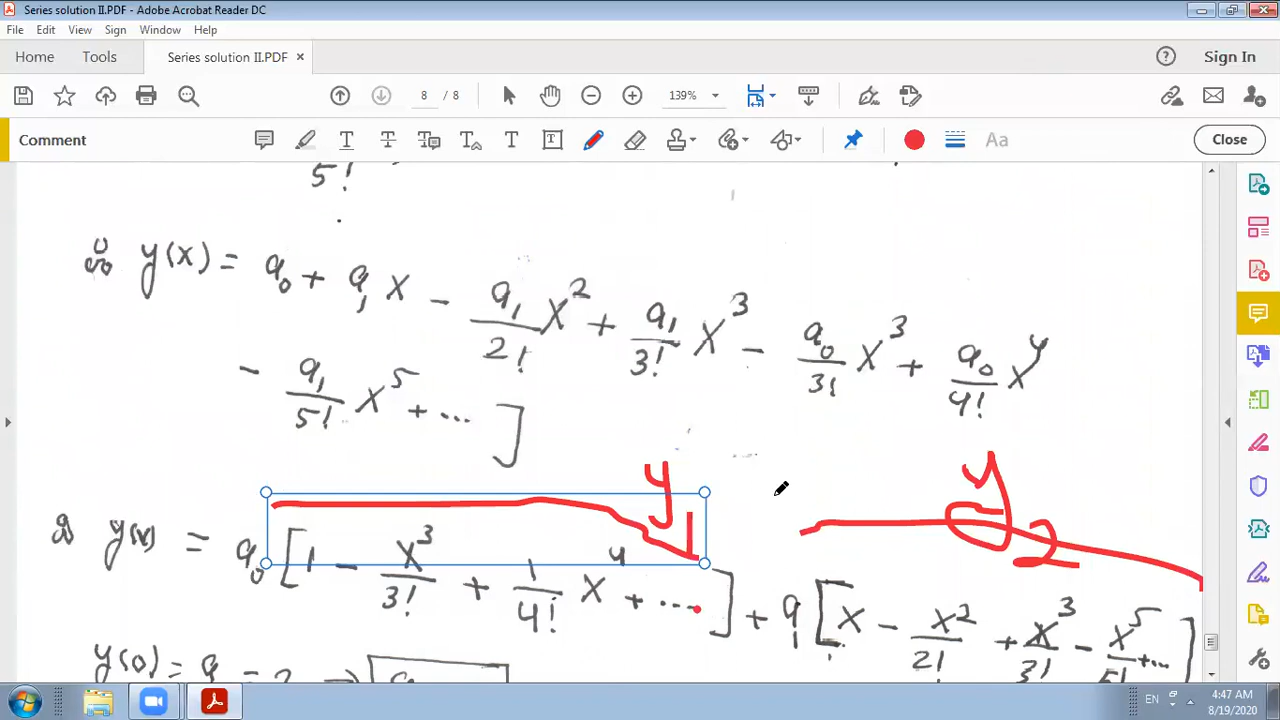 Series solution II.PDF - Adobe Acrobat Reader DC
File Edit View Sign Window Help
Home Tools Series solution II.PDF × Sign In
8 / 8 139%
Comment Close
5!
∴ y(x) = a₀ + a₁ x - a₁/2! x² + a₁/3! x³ - a₀/3! x³ + a₀/4! x⁴
- a₁/5! x⁵ + ... ]
y1 y2
∴ y(x) = a₀ [ 1 - x³/3! + 1/4! x⁴ + ... ] + a₁ [ x - x²/2! + x³/3! - x⁵/5! + ... ]
y(0) = a
EN 4:47 AM
8/19/2020